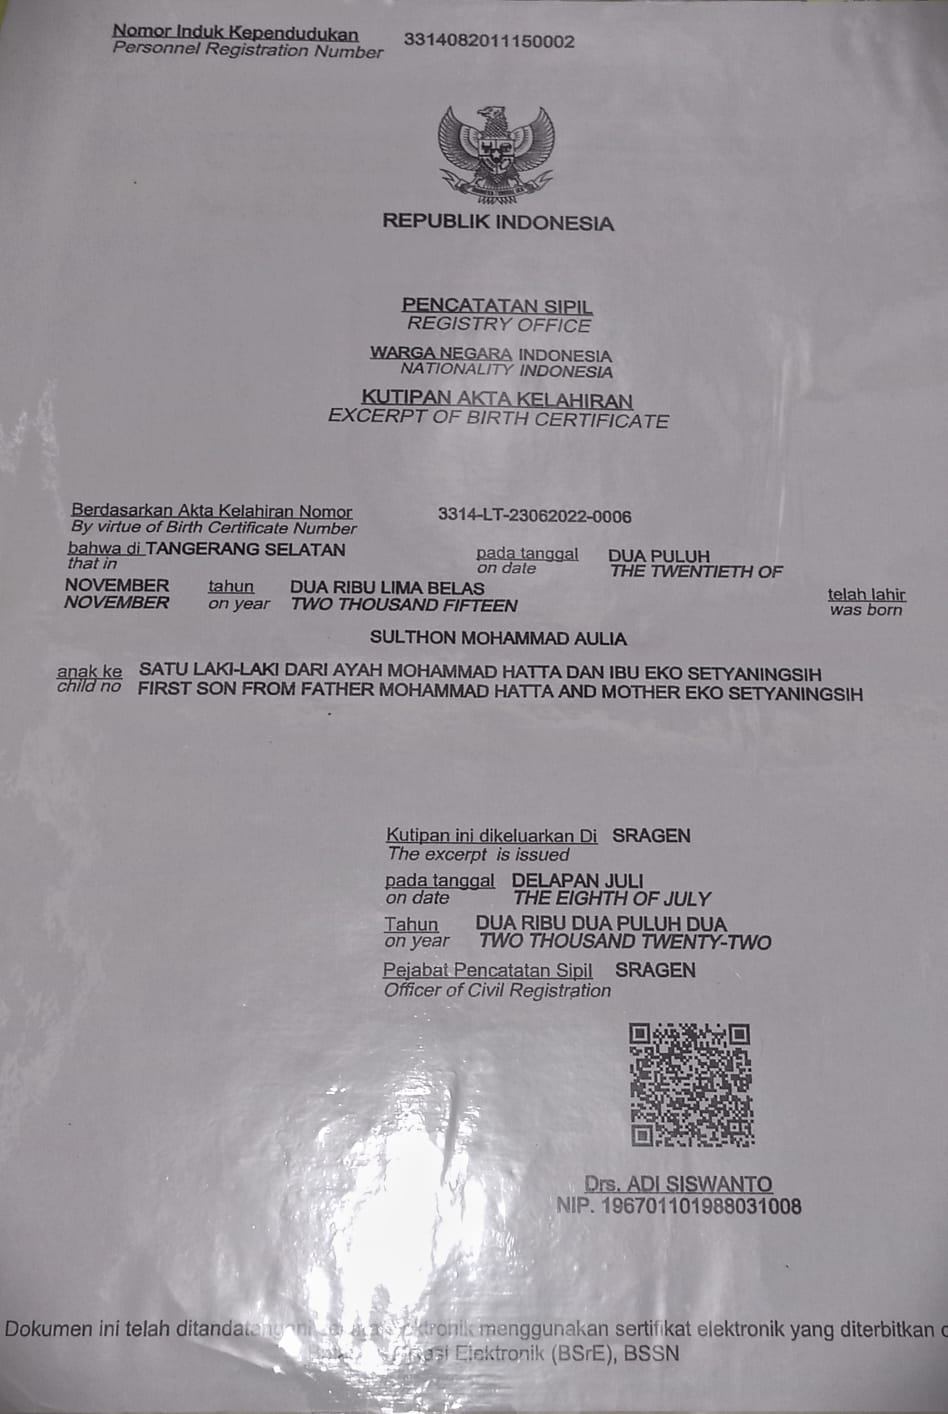 Nomor Induk Kependudukan 3314082011150002
Personnel Registration Number
REPUBLIK INDONESIA
PENCATATAN SIPIL
REGISTRY OFFICE
WARGA NEGARA INDONESIA
NATIONALITY INDONESIA
KUTIPAN AKTA KELAHIRAN
EXCERPT OF BIRTH CERTIFICATE
Berdasarkan Akta Kelahiran Nomor 3314-LT-23062022-0006
By virtue of Birth Certificate Number
bahwa di TANGERANG SELATAN pada tanggal DUA PULUH
that in on date THE TWENTIETH OF
NOVEMBER tahun DUA RIBU LIMA BELAS telah lahir
NOVEMBER on year TWO THOUSAND FIFTEEN was born
SULTHON MOHAMMAD AULIA
anak ke SATU LAKI-LAKI DARI AYAH MOHAMMAD HATTA DAN IBU EKO SETYANINGSIH
child no FIRST SON FROM FATHER MOHAMMAD HATTA AND MOTHER EKO SETYANINGSIH
Kutipan ini dikeluarkan Di SRAGEN
The excerpt is issued
pada tanggal DELAPAN JULI
on date THE EIGHTH OF JULY
Tahun DUA RIBU DUA PULUH DUA
on year TWO THOUSAND TWENTY-TWO
Pejabat Pencatatan Sipil SRAGEN
Officer of Civil Registration
Drs. ADI SISWANTO
NIP. 196701101988031008
Dokumen ini telah menggunakan sertifikat elektronik yang diterbitkan
Elektronik (BSrE), BSSN